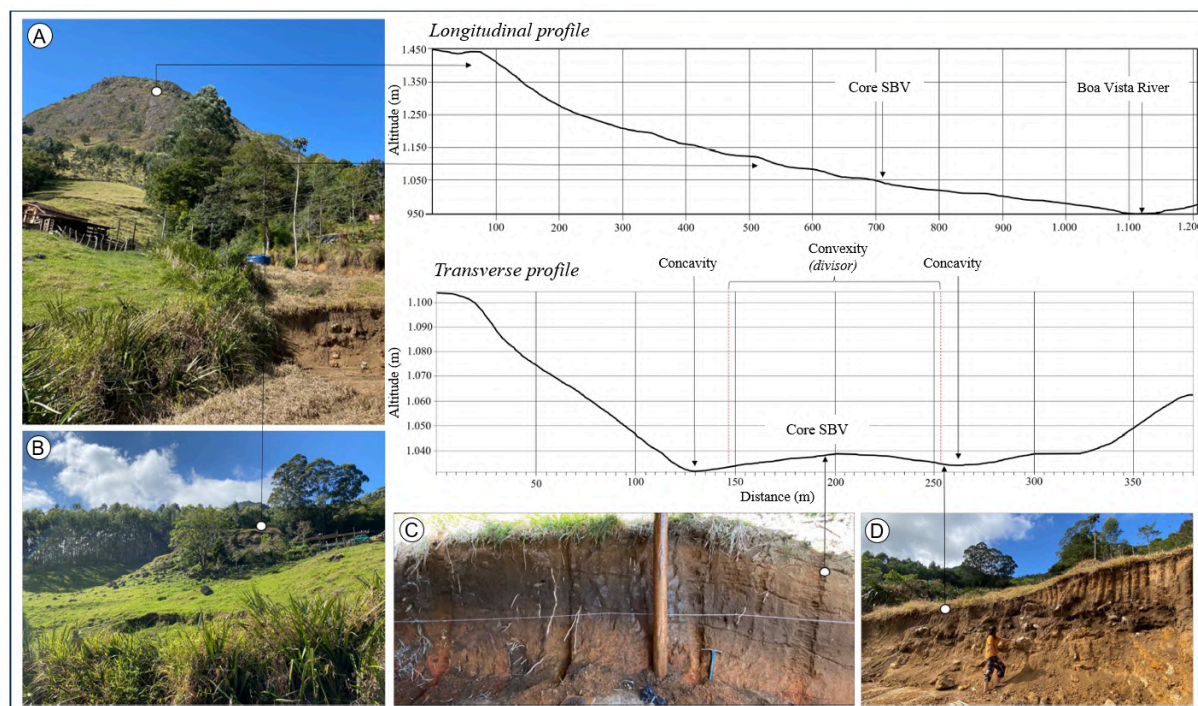 A
Longitudinal profile
1.450
1.350
1.250
1.150
1.050
950
Altitude (m)
Core SBV
Boa Vista River
100
200
300
400
500
600
700
800
900
1.000
1.100
1.200
Transverse profile
Concavity
Convexity
(divisor)
Concavity
1.100
1.090
1.080
1.070
1.060
1.050
1.040
Altitude (m)
Core SBV
50
100
150
200
250
300
350
Distance (m)
B
C
D